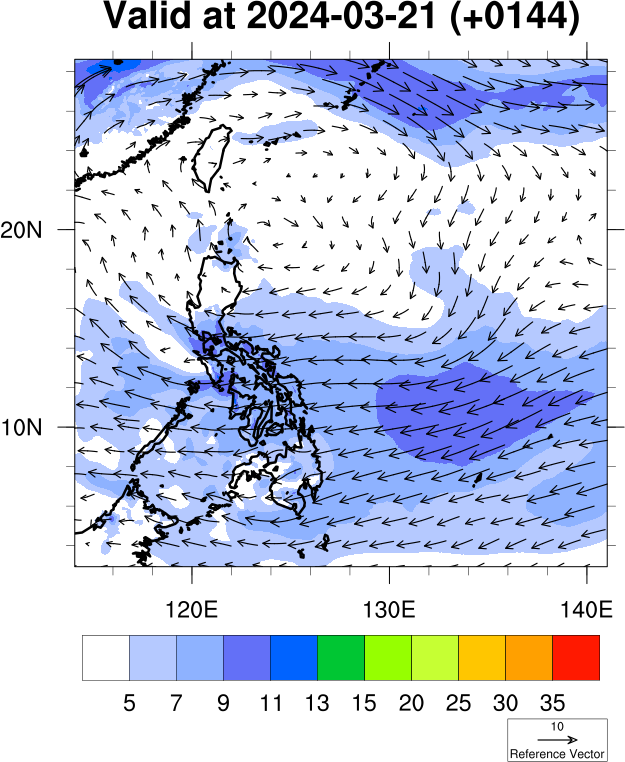 Valid at 2024-03-21 (+0144)
20N
10N
120E 130E 140E
5 7 9 11 13 15 20 25 30 35
10
Reference Vector